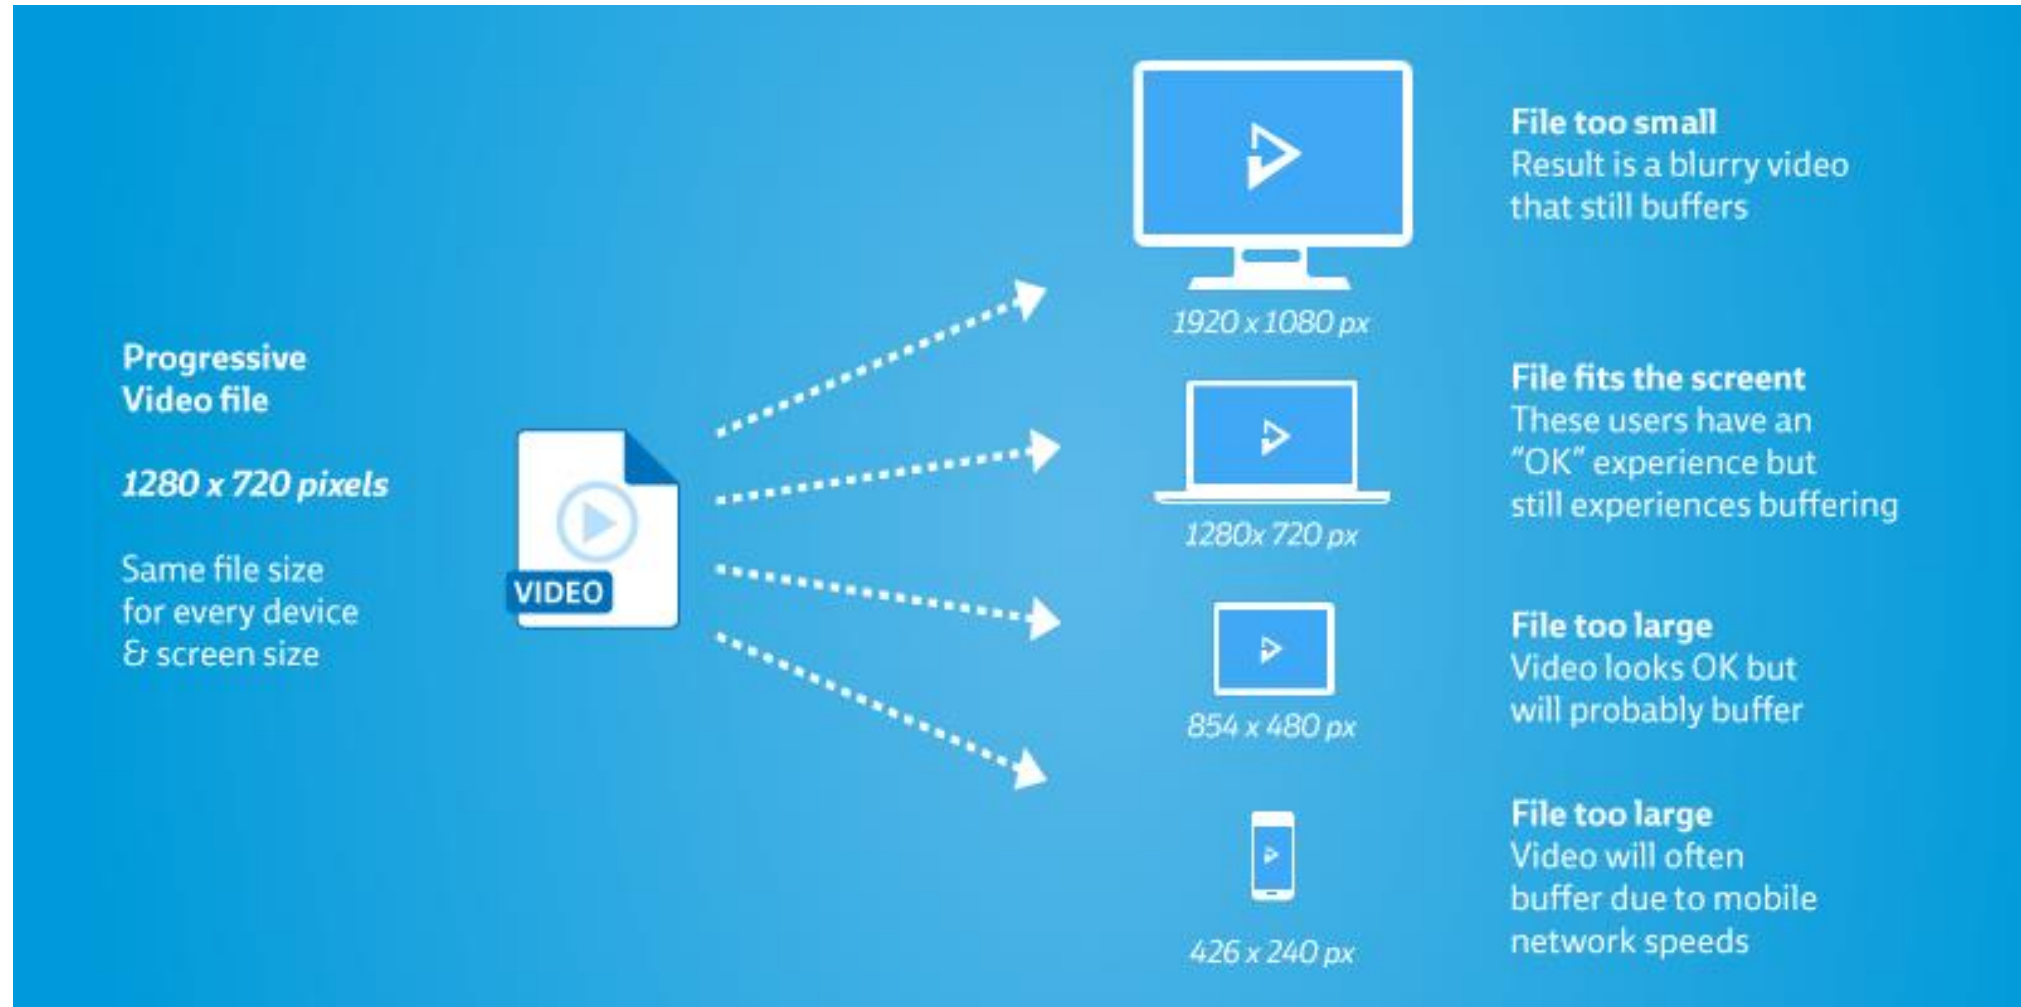 Progressive
Video file
1280 x 720 pixels
Same file size
for every device
& screen size
VIDEO
1920 x 1080 px
File too small
Result is a blurry video
that still buffers
1280x 720 px
File fits the screent
These users have an
“OK” experience but
still experiences buffering
854 x 480 px
File too large
Video looks OK but
will probably buffer
426 x 240 px
File too large
Video will often
buffer due to mobile
network speeds